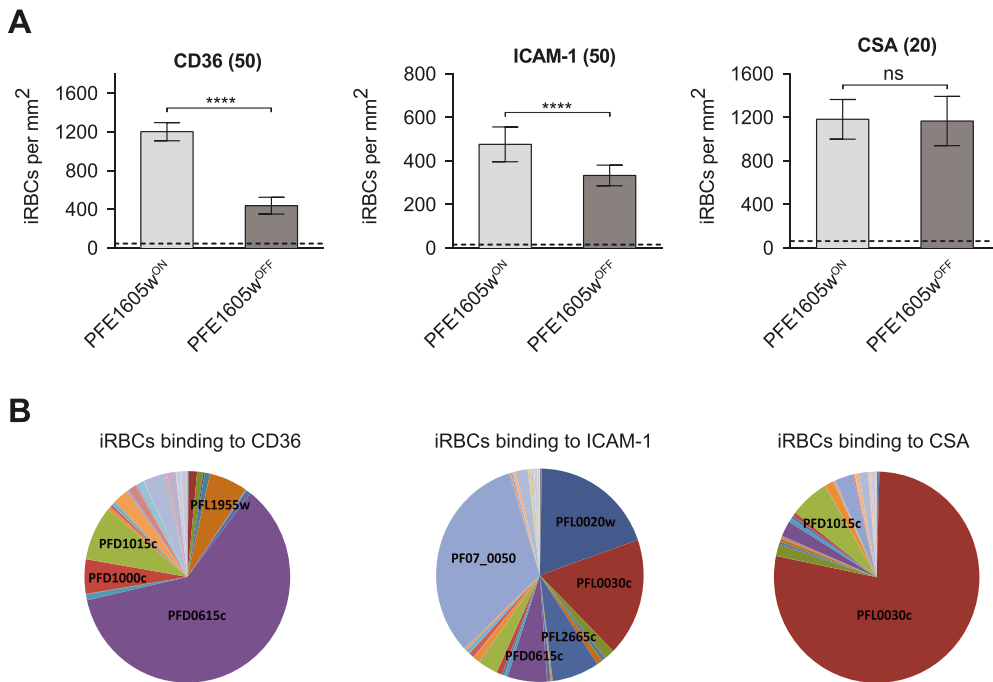 A
CD36 (50)
iRBCs per mm²
1600
1200
800
400
0
****
PFE1605wᴼᴺ
PFE1605wᴼᶠᶠ
ICAM-1 (50)
iRBCs per mm²
800
600
400
200
0
****
PFE1605wᴼᴺ
PFE1605wᴼᶠᶠ
CSA (20)
iRBCs per mm²
1600
1200
800
400
0
ns
PFE1605wᴼᴺ
PFE1605wᴼᶠᶠ
B
iRBCs binding to CD36
PFL1955w
PFD1015c
PFD1000c
PFD0615c
iRBCs binding to ICAM-1
PFL0020w
PF07_0050
PFL0030c
PFL2665c
PFD0615c
iRBCs binding to CSA
PFD1015c
PFL0030c